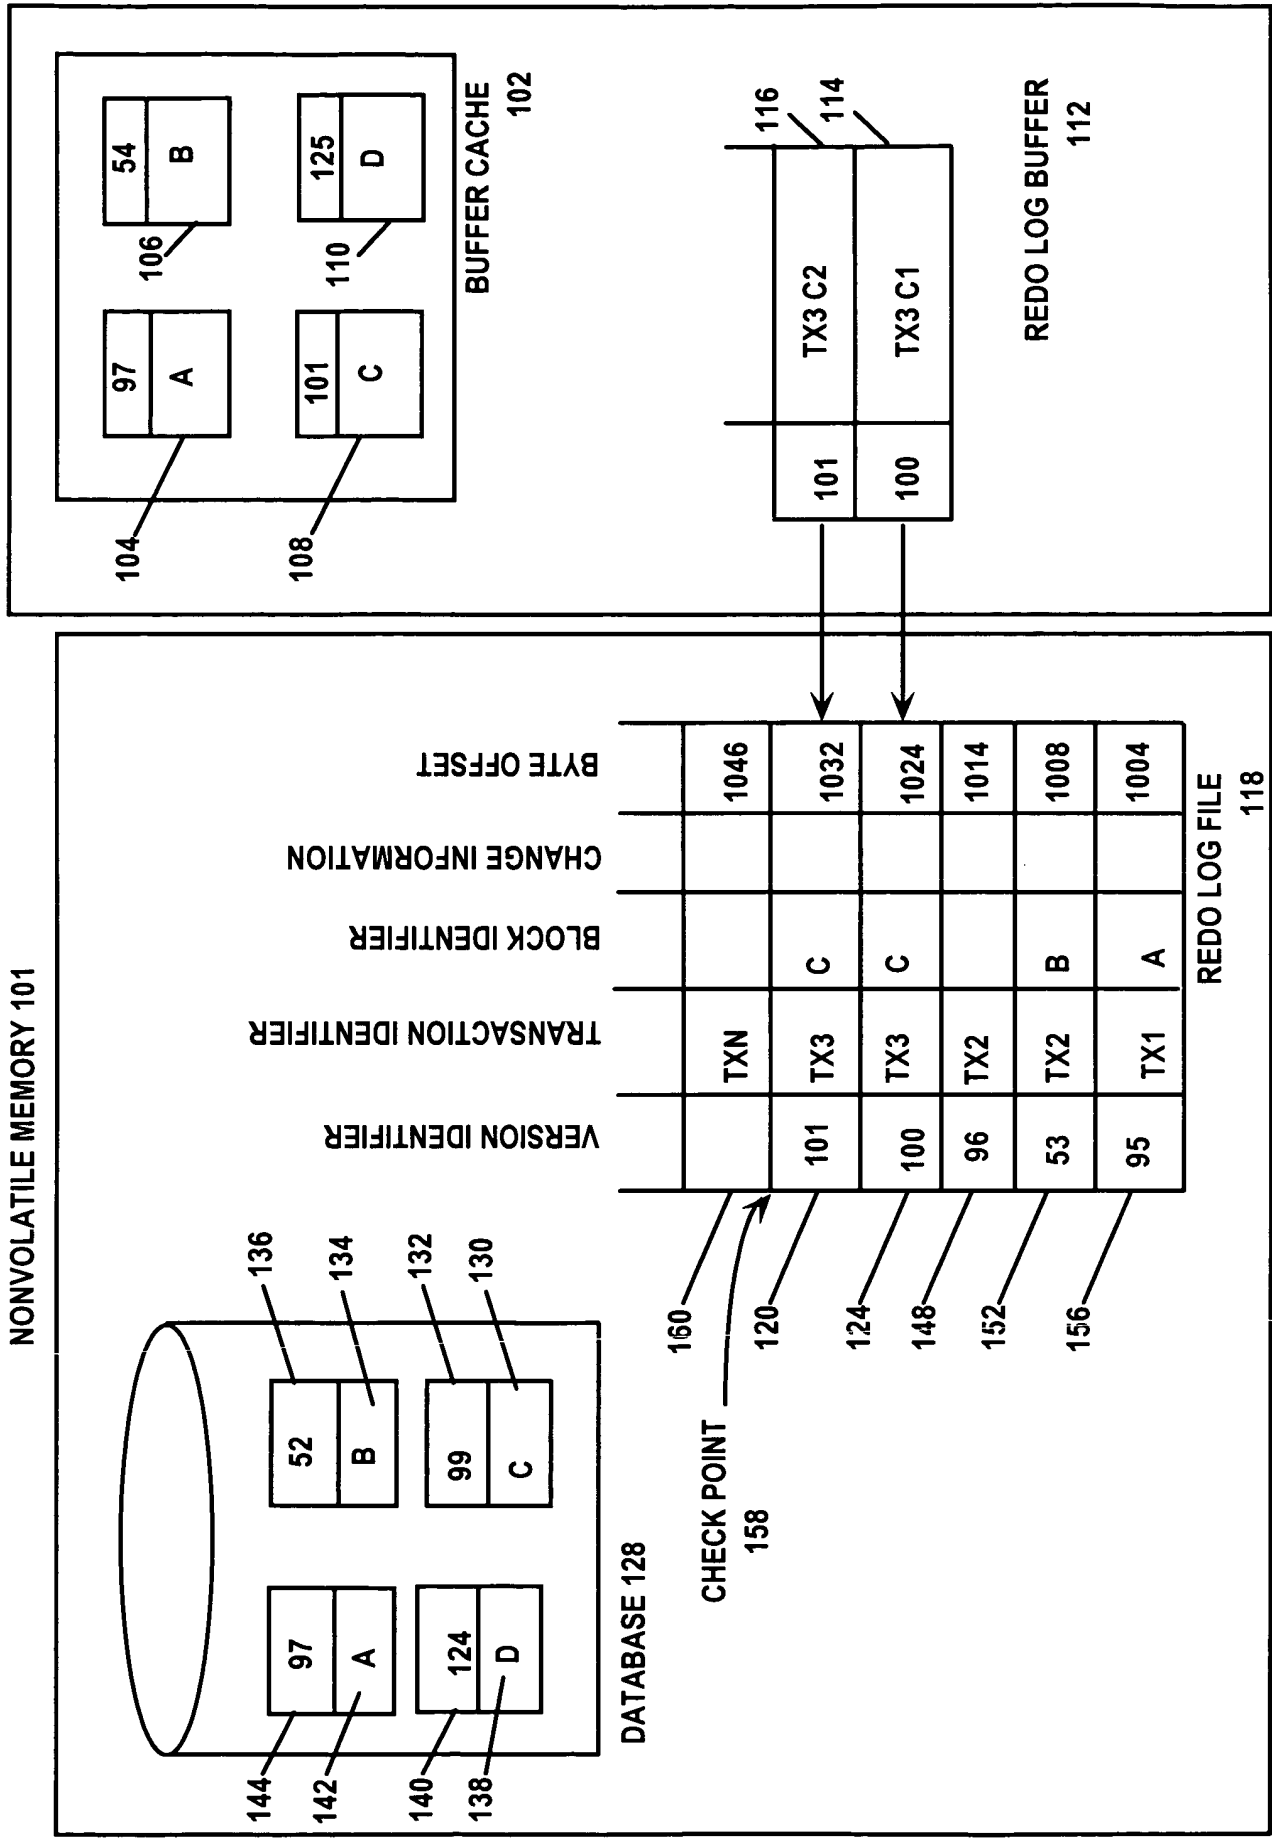 NONVOLATILE MEMORY 101
144
97
A
142
140
124
D
138
52
B
136
134
99
C
132
130
DATABASE 128
CHECK POINT
158
VERSION IDENTIFIER
TRANSACTION IDENTIFIER
BLOCK IDENTIFIER
CHANGE INFORMATION
BYTE OFFSET
160 TXN 1046
120 101 TX3 C 1032
124 100 TX3 C 1024
148 96 TX2 1014
152 53 TX2 B 1008
156 95 TX1 A 1004
REDO LOG FILE
118
104
97
A
106
54
B
108
101
C
110
125
D
BUFFER CACHE
102
101 TX3 C2 116
100 TX3 C1 114
REDO LOG BUFFER
112